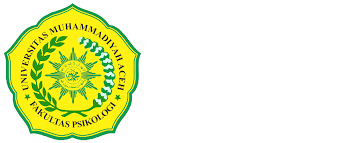 UNIVERSITAS MUHAMMADIYAH ACEH
FAKULTAS PSIKOLOGI